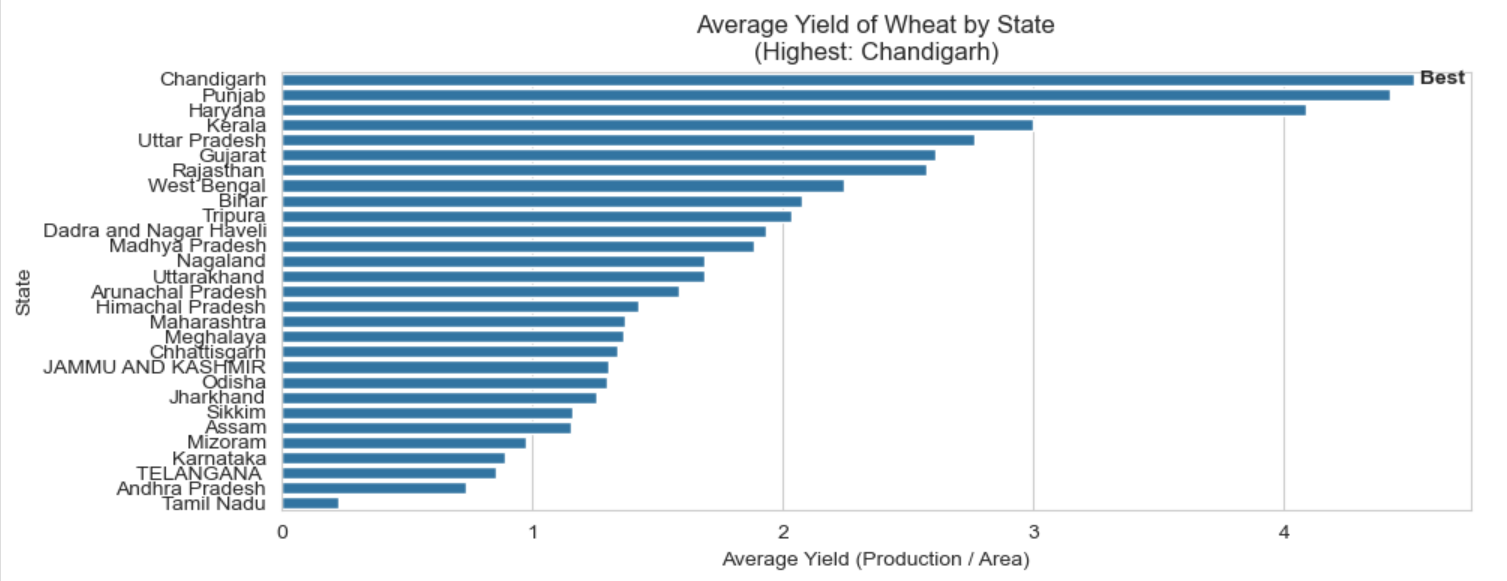 Average Yield of Wheat by State
(Highest: Chandigarh)
Chandigarh
Best
Punjab
Haryana
Kerala
Uttar Pradesh
Gujarat
Rajasthan
West Bengal
Bihar
Tripura
Dadra and Nagar Haveli
Madhya Pradesh
Nagaland
Uttarakhand
Arunachal Pradesh
Himachal Pradesh
Maharashtra
Meghalaya
Chhattisgarh
JAMMU AND KASHMIR
Odisha
Jharkhand
Sikkim
Assam
Mizoram
Karnataka
TELANGANA
Andhra Pradesh
Tamil Nadu
State
0 1 2 3 4
Average Yield (Production / Area)